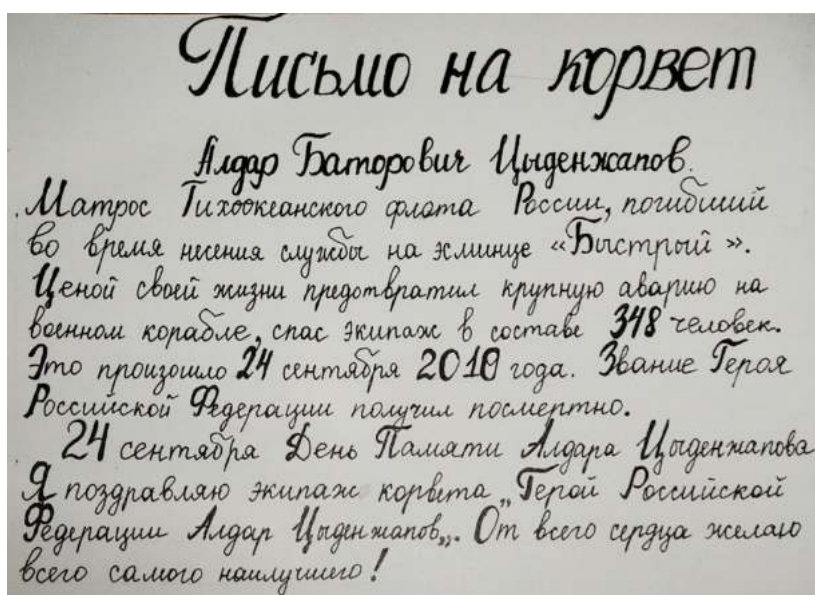 Письмо на корвет
Алдар Баторович Цыденжапов.
Матрос Тихоокеанского флота России, погибший
во время несения службы на эсминце «Быстрый».
Ценой своей жизни предотвратил крупную аварию на
военном корабле, спас экипаж в составе 348 человек.
Это произошло 24 сентября 2010 года. Звание Героя
Российской Федерации получил посмертно.
24 сентября День Памяти Алдара Цыденжапова
Я поздравляю экипаж корвета „Герой Российской
Федерации Алдар Цыденжапов„. От всего сердца желаю
всего самого наилучшего!